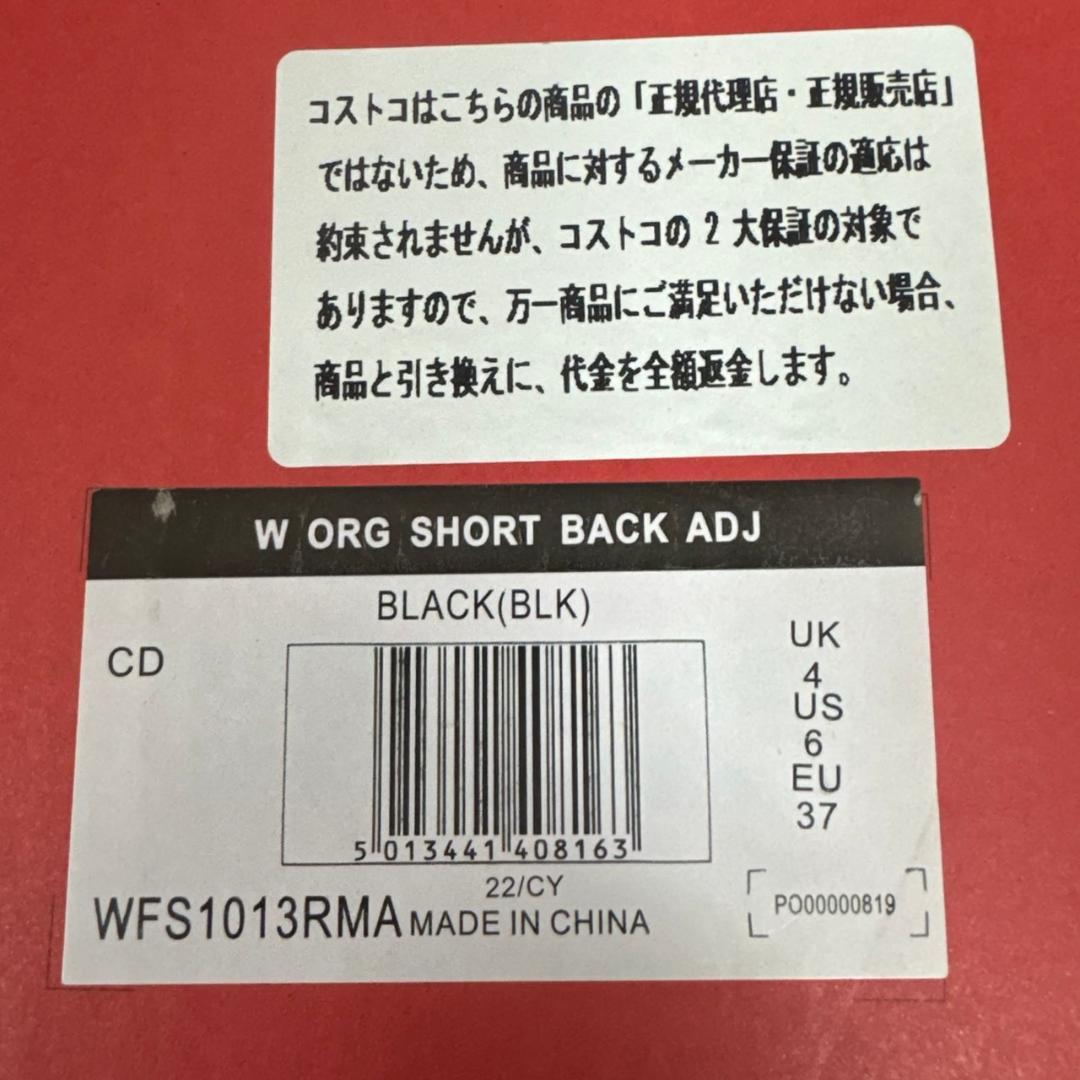 コストコはこちらの商品の「正規代理店・正規販売店」
ではないため、商品に対するメーカー保証の適応は
約束されませんが、コストコの 2 大保証の対象で
ありますので、万一商品にご満足いただけない場合、
商品と引き換えに、代金を全額返金します。
W ORG SHORT BACK ADJ
BLACK(BLK)
CD
UK
4
US
6
EU
37
5 013441 408163
22/CY
WFS1013RMA MADE IN CHINA
PO00000819